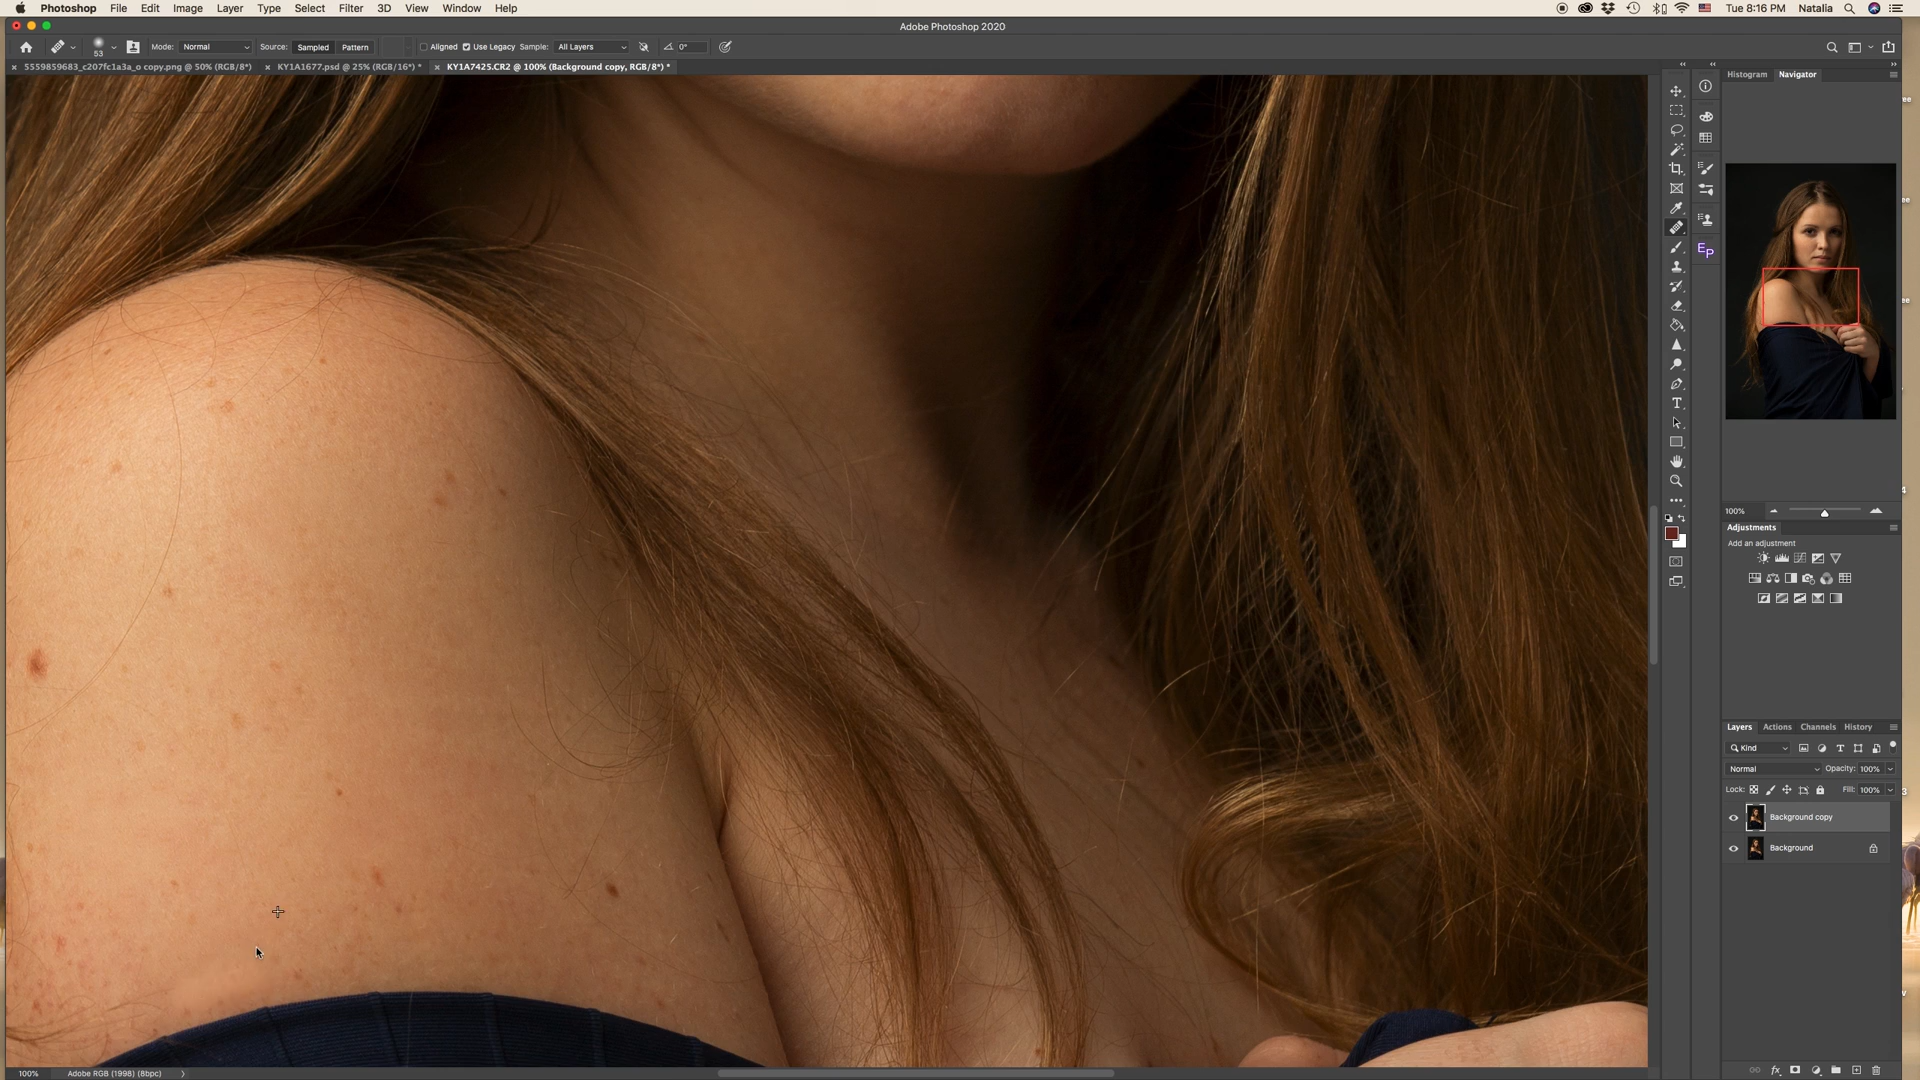 Photoshop File Edit Image Layer Type Select Filter 3D View Window Help Tue 8:16 PM Natalia
Adobe Photoshop 2020
53 Mode: Normal Source: Sampled Pattern Aligned Use Legacy Sample: All Layers 0°
5559859683_c207fc1a3a_o copy.png @ 50% (RGB/8*) KY1A1677.psd @ 25% (RGB/16*) * KY1A7425.CR2 @ 100% (Background copy, RGB/8*) *
Histogram Navigator
EP
100%
Adjustments
Add an adjustment
Layers Actions Channels History
Kind
Normal Opacity: 100%
Lock: Fill: 100%
Background copy
Background
fx
100% Adobe RGB (1998) (8bpc)